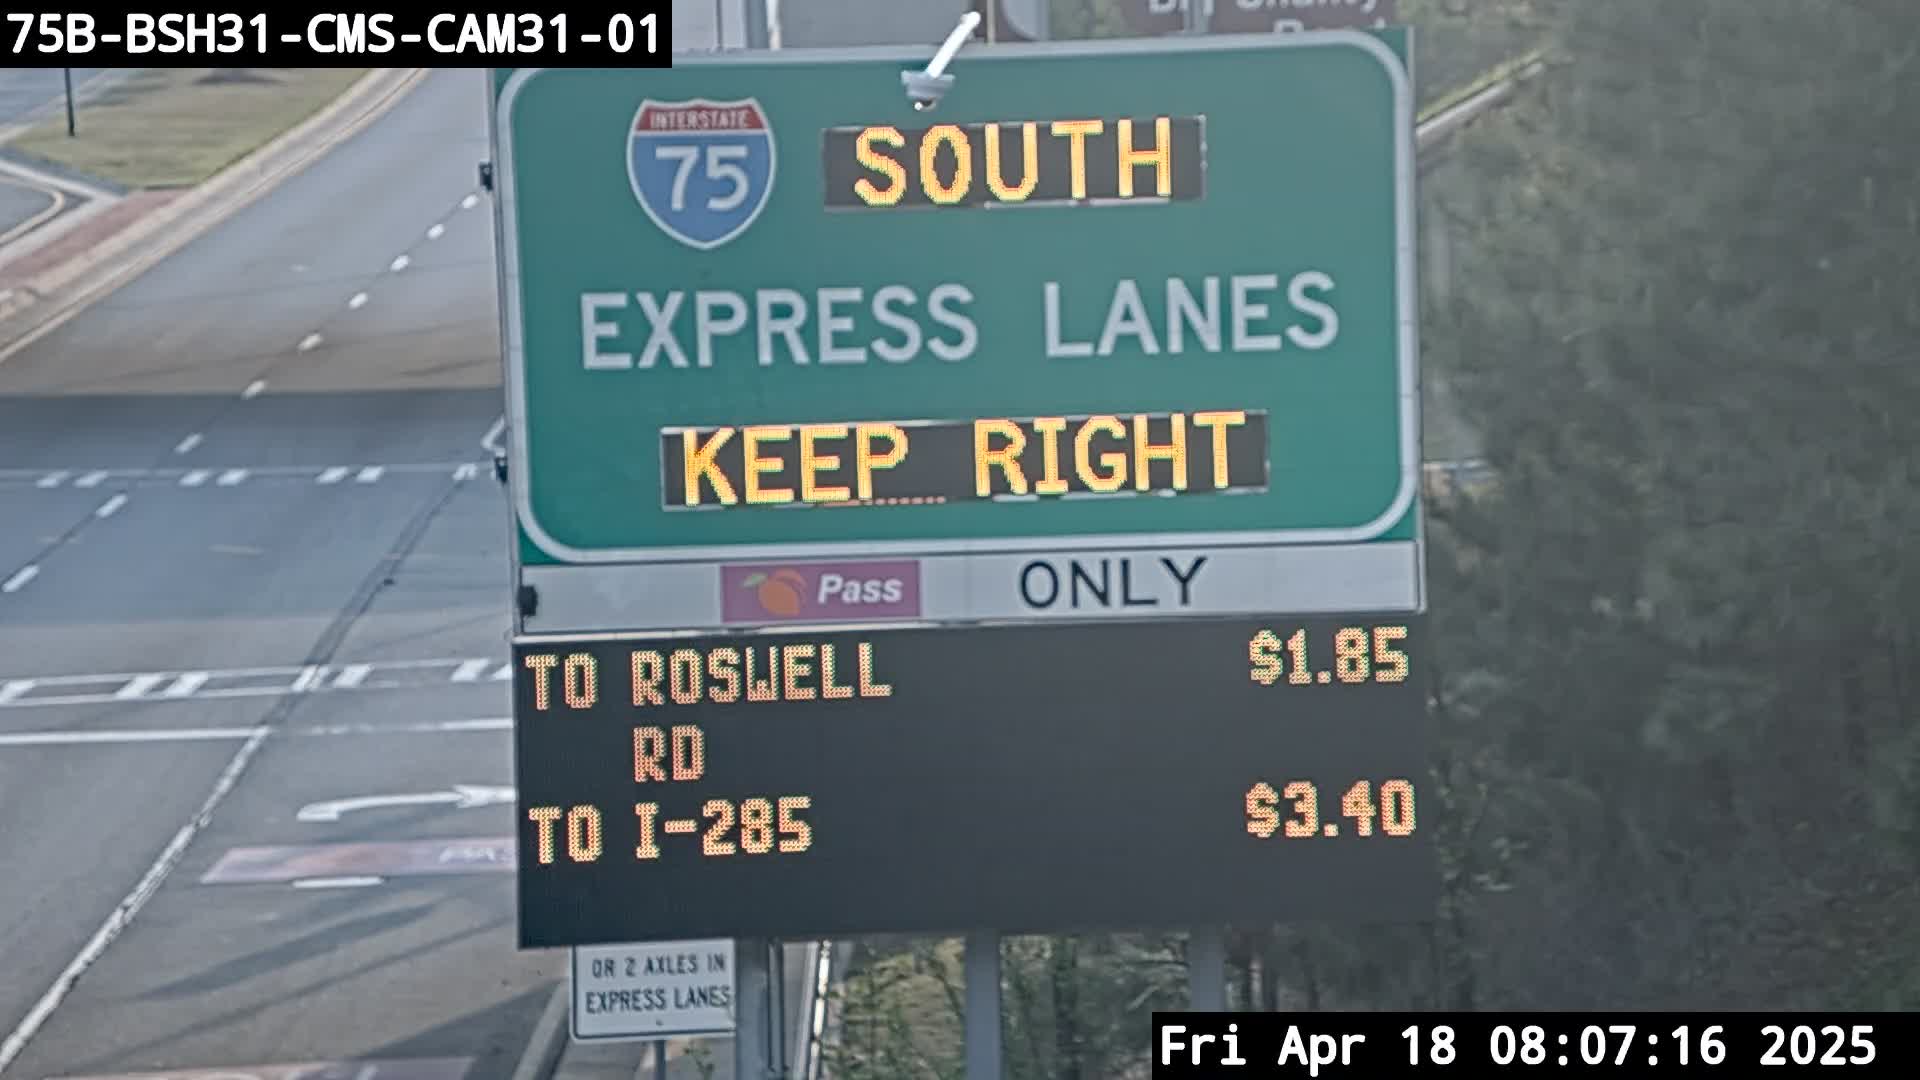 75B-BSH31-CMS-CAM31-01
INTERSTATE
75
SOUTH
EXPRESS LANES
KEEP RIGHT
Pass ONLY
TO ROSWELL $1.85
RD
TO I-285 $3.40
OR 2 AXLES IN
EXPRESS LANES
Fri Apr 18 08:07:16 2025